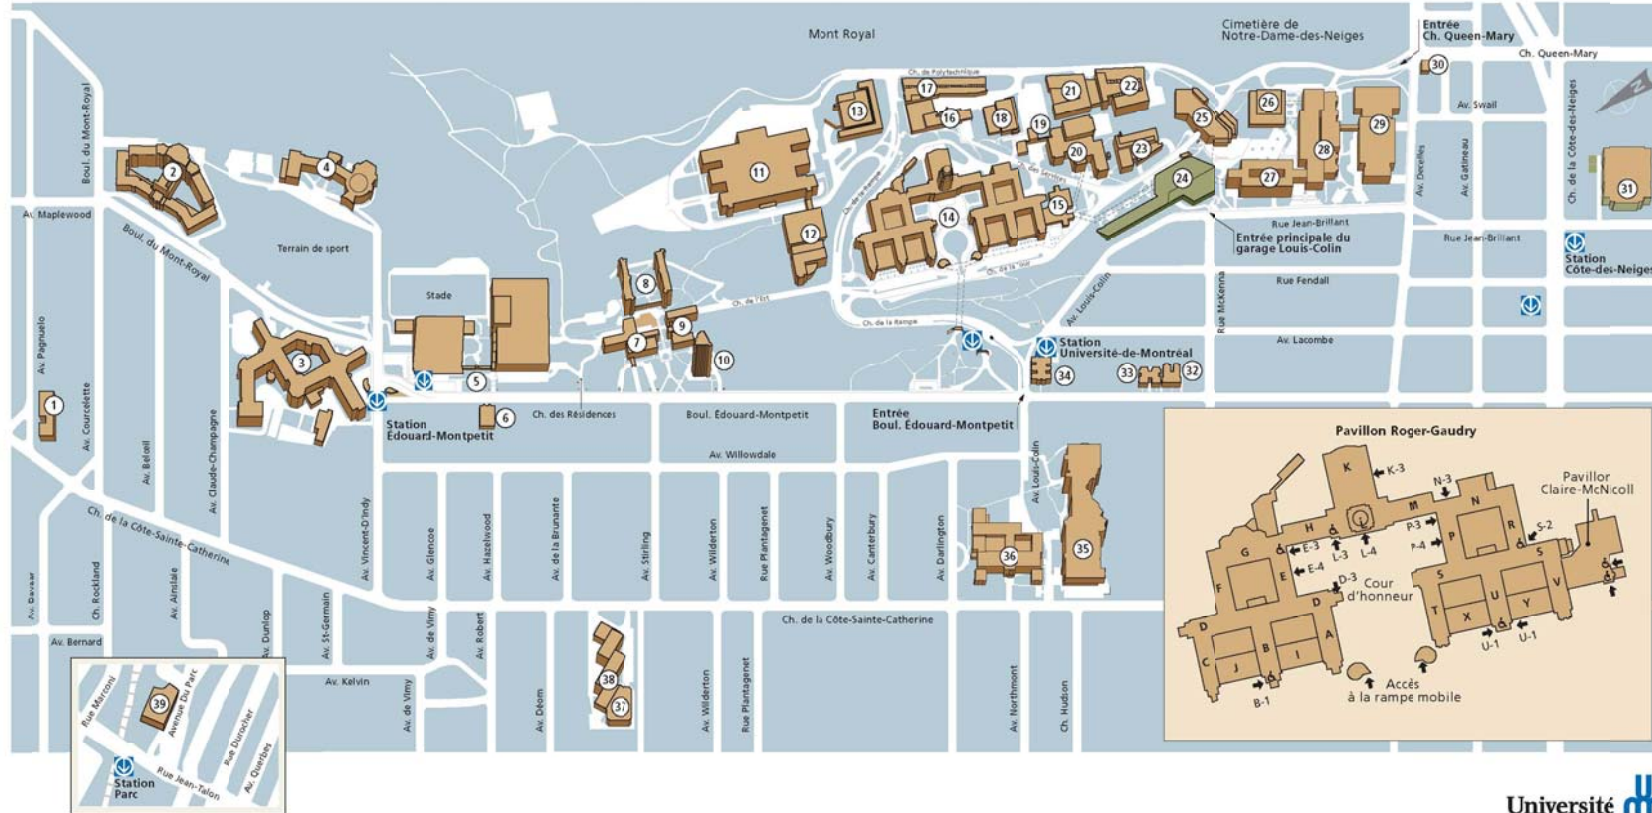 Mont Royal
Cimetière de
Notre-Dame-des-Neiges
Entrée
Ch. Queen-Mary
Ch. Queen-Mary
30
Av. Swail
Ch. de Polytechnique
17
21
22
13
16
18
19
26
25
28
29
20
23
Boul. du Mont-Royal
2
4
11
Ch. de la Rampe
Ch. des Services
24
27
Av. Decelles
Av. Gatineau
Ch. de la Côte-des-Neiges
31
Av. Maplewood
Boul. du Mont-Royal
Terrain de sport
12
14
15
Rue Jean-Brillant
Rue Jean-Brillant
Entrée principale du
garage Louis-Colin
Station
Côte-des-Neiges
Stade
8
Ch. de l'Est
Ch. de la Tour
Av. Louis-Colin
Rue McKenna
Rue Fendall
9
7
10
Ch. de la Rampe
Av. Lacombe
Station
Université-de-Montréal
34
33
32
Av. Pagnuelo
3
5
6
1
Av. Courcelette
Av. Beloeil
Av. Claude-Champagne
Station
Édouard-Montpetit
Ch. des Résidences
Boul. Édouard-Montpetit
Entrée
Boul. Édouard-Montpetit
Av. Willowdale
Av. Louis-Colin
Ch. de la Côte-Sainte-Catherine
Av. Vincent-D'Indy
Av. Glencoe
Av. Hazelwood
Av. de la Brunante
Av. Stirling
Av. Wilderton
Rue Plantagenet
Av. Woodbury
Av. Canterbury
Av. Darlington
36
35
Ch. Rockland
Av. Ainslie
Av. Dunlop
Av. St-Germain
Av. de Vimy
Av. Robert
Ch. de la Côte-Sainte-Catherine
Av. Bernard
Av. Kelvin
Av. de Vimy
Av. Déom
38
37
Av. Wilderton
Rue Plantagenet
Av. Northmont
Ch. Hudson
Rue Marconi
39
Avenue Du Parc
Rue Durocher
Av. Querbes
Rue Jean-Talon
Station
Parc
Pavillon Roger-Gaudry
K
K-3
N-3
Pavillon
Claire-McNicoll
M
N
H
L
P-3
R
S-2
G
E-3
L-3
L-4
P-4
P
S
E-4
E
F
D-3
Cour
d'honneur
S
V
D
D
T
X
U
Y
A
B
C
J
I
U-1
U-1
B-1
Accès
à la rampe mobile
Université